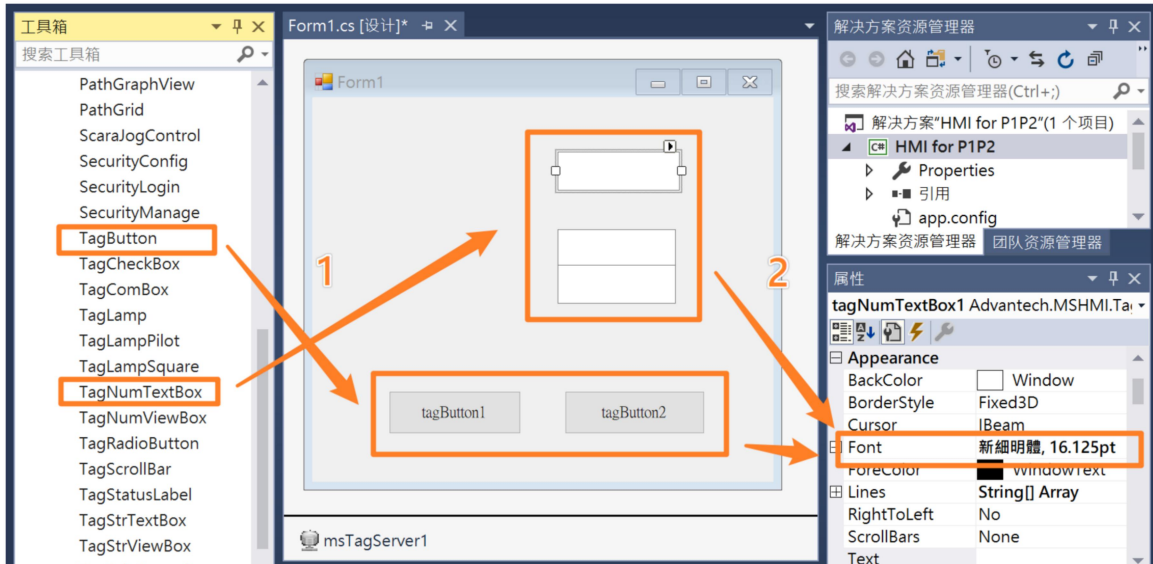 工具箱
搜索工具箱
PathGraphView
PathGrid
ScaraJogControl
SecurityConfig
SecurityLogin
SecurityManage
TagButton
TagCheckBox
TagComBox
TagLamp
TagLampPilot
TagLampSquare
TagNumTextBox
TagNumViewBox
TagRadioButton
TagScrollBar
TagStatusLabel
TagStrTextBox
TagStrViewBox
Form1.cs [设计]*
Form1
1
2
tagButton1
tagButton2
msTagServer1
解决方案资源管理器
搜索解决方案资源管理器(Ctrl+;)
解决方案"HMI for P1P2"(1 个项目)
C# HMI for P1P2
Properties
引用
app.config
解决方案资源管理器 团队资源管理器
属性
tagNumTextBox1 Advantech.MSHMI.Ta
Appearance
BackColor Window
BorderStyle Fixed3D
Cursor IBeam
Font 新細明體, 16.125pt
ForeColor WindowText
Lines String[] Array
RightToLeft No
ScrollBars None
Text